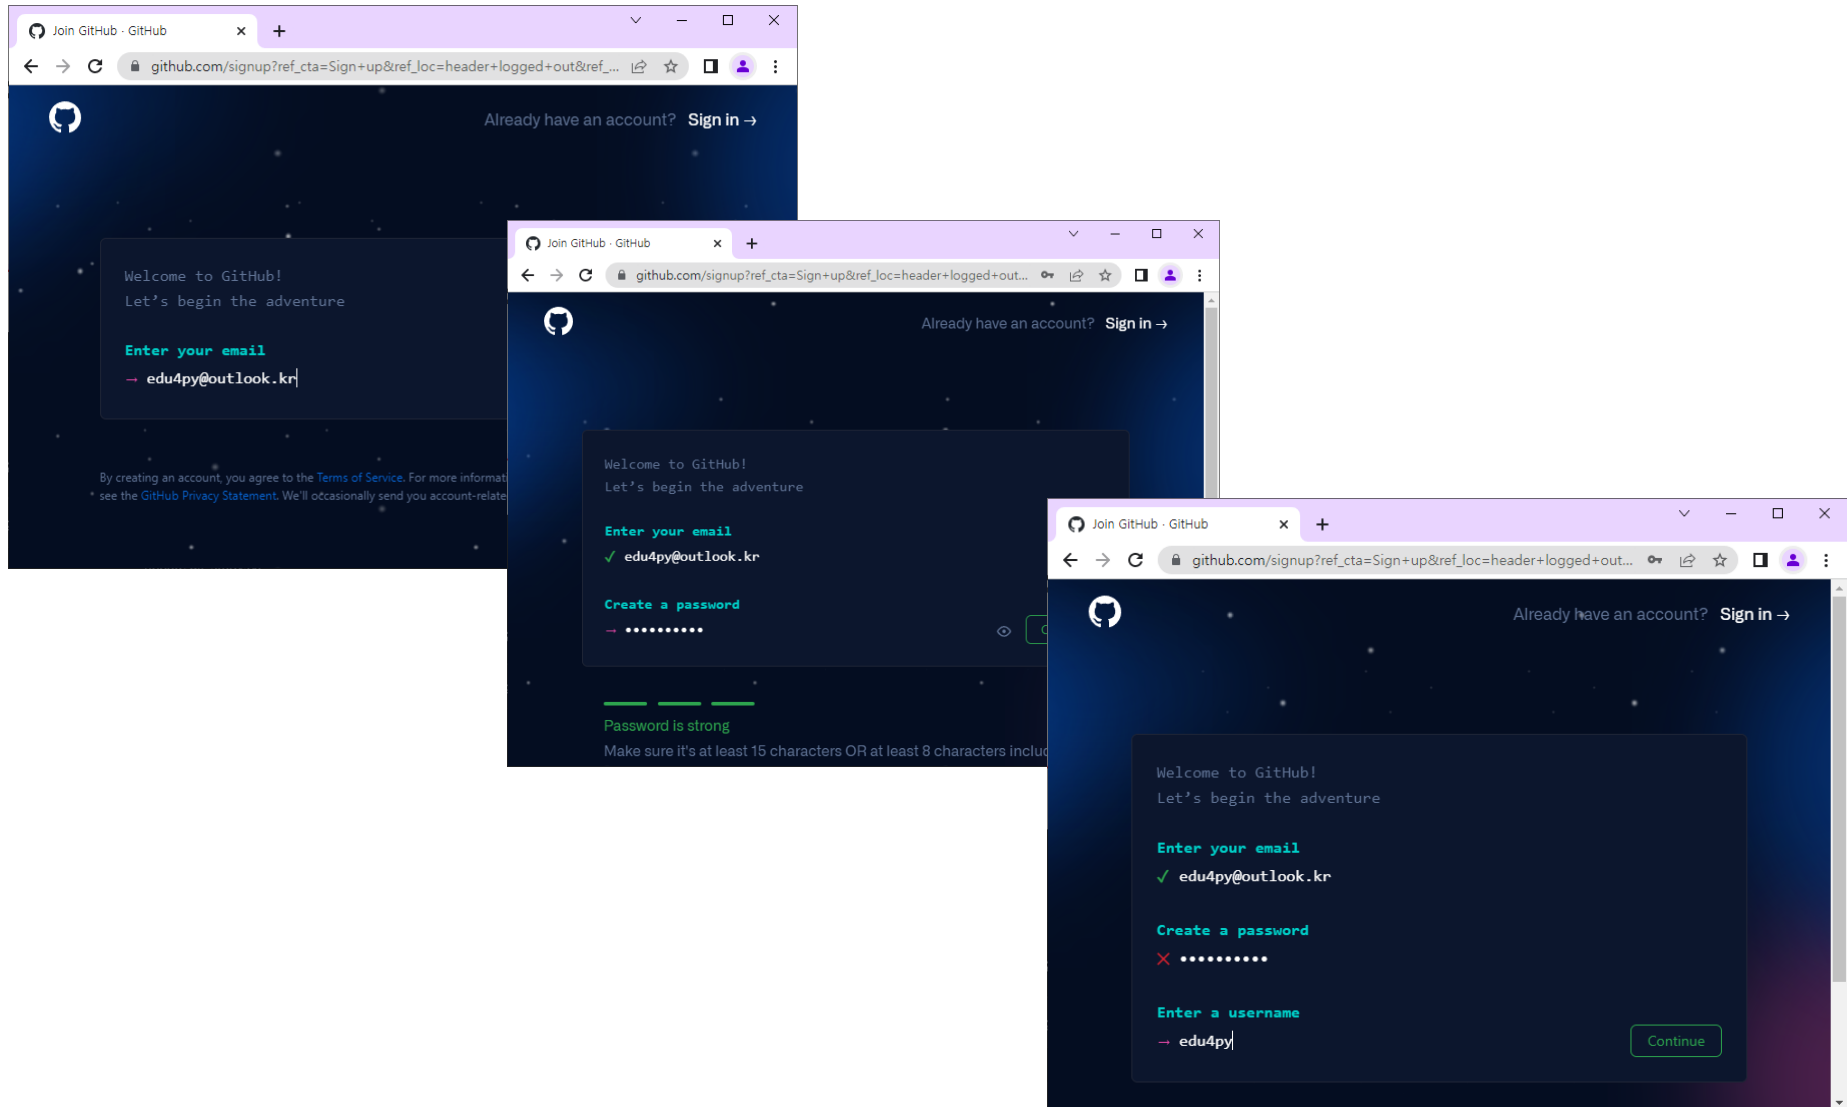 Join GitHub · GitHub
github.com/signup?ref_cta=Sign+up&ref_loc=header+logged+out&ref_...
Already have an account? Sign in →
Welcome to GitHub!
Let's begin the adventure
Enter your email
→ edu4py@outlook.kr
By creating an account, you agree to the Terms of Service. For more
see the GitHub Privacy Statement. We'll occasionally send you
Join GitHub · GitHub
github.com/signup?ref_cta=Sign+up&ref_loc=header+logged+out...
Already have an account? Sign in →
Welcome to GitHub!
Let's begin the adventure
Enter your email
✓ edu4py@outlook.kr
Create a password
→ ••••••••••
Password is strong
Make sure it's at least 15 characters OR at least 8 characters
Join GitHub · GitHub
github.com/signup?ref_cta=Sign+up&ref_loc=header+logged+out...
Already have an account? Sign in →
Welcome to GitHub!
Let's begin the adventure
Enter your email
✓ edu4py@outlook.kr
Create a password
✕ ••••••••••
Enter a username
→ edu4py
Continue